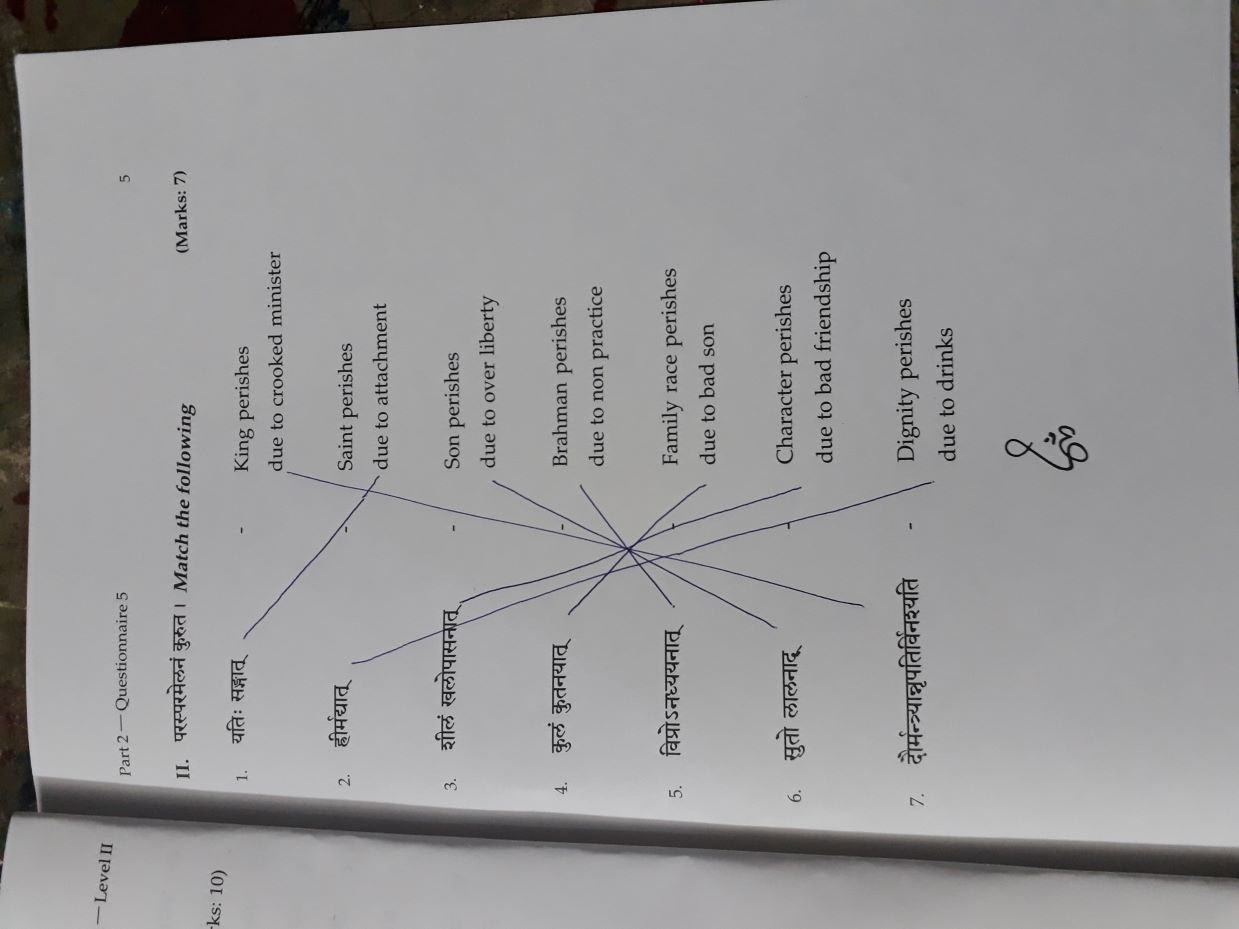 — Level II
ks: 10)
Part 2 — Questionnaire 5
5
II. परस्परमेलनं कुरुत। Match the following (Marks: 7)
1. यतिः सङ्गात् - King perishes
due to crooked minister
2. ह्रीर्मद्यात् - Saint perishes
due to attachment
3. शीलं खलोपासनात् - Son perishes
due to over liberty
4. कुलं कुतनयात् - Brahman perishes
due to non practice
5. विप्रोऽनध्ययनात् - Family race perishes
due to bad son
6. सुतो लालनाद् - Character perishes
due to bad friendship
7. दौर्मन्त्र्यान्नृपतिर्विनश्यति - Dignity perishes
due to drinks
ॐ